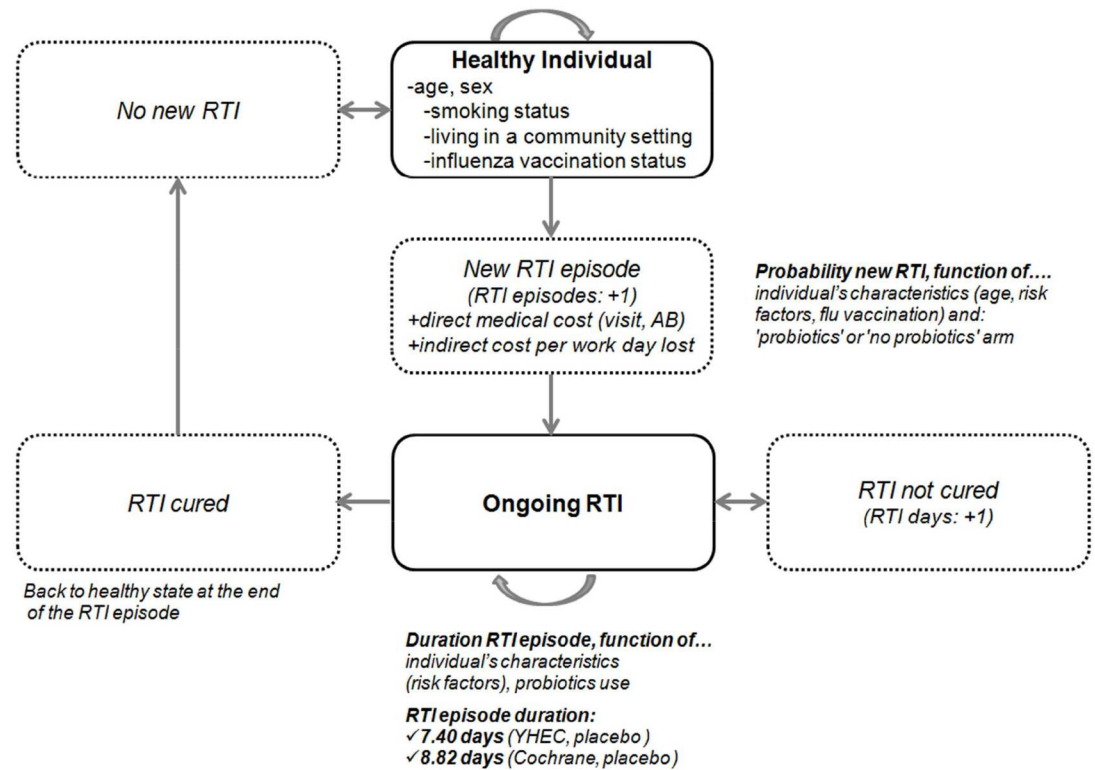 Healthy Individual
-age, sex
-smoking status
-living in a community setting
-influenza vaccination status
No new RTI
New RTI episode
(RTI episodes: +1)
+direct medical cost (visit, AB)
+indirect cost per work day lost
Probability new RTI, function of....
individual's characteristics (age, risk
factors, flu vaccination) and:
'probiotics' or 'no probiotics' arm
RTI cured
Ongoing RTI
RTI not cured
(RTI days: +1)
Back to healthy state at the end
of the RTI episode
Duration RTI episode, function of...
individual's characteristics
(risk factors), probiotics use
RTI episode duration:
✓7.40 days (YHEC, placebo)
✓8.82 days (Cochrane, placebo)